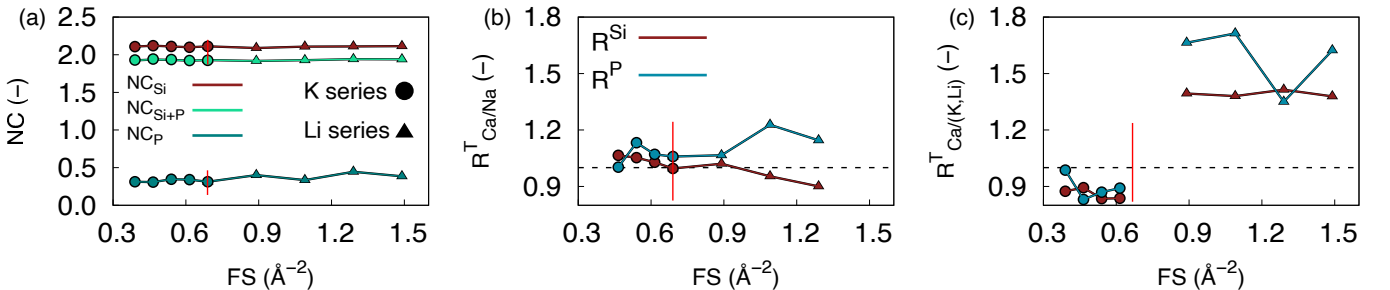 (a)
NC (−)
2.5
2.0
1.5
1.0
0.5
0.0
NC_Si
NC_Si+P
NC_P
K series
Li series
0.3 0.6 0.9 1.2 1.5
FS (Å⁻²)
(b)
R^T_Ca/Na (−)
1.8
1.5
1.2
0.9
R^Si
R^P
0.3 0.6 0.9 1.2 1.5
FS (Å⁻²)
(c)
R^T_Ca/(K,Li) (−)
1.8
1.5
1.2
0.9
0.3 0.6 0.9 1.2 1.5
FS (Å⁻²)